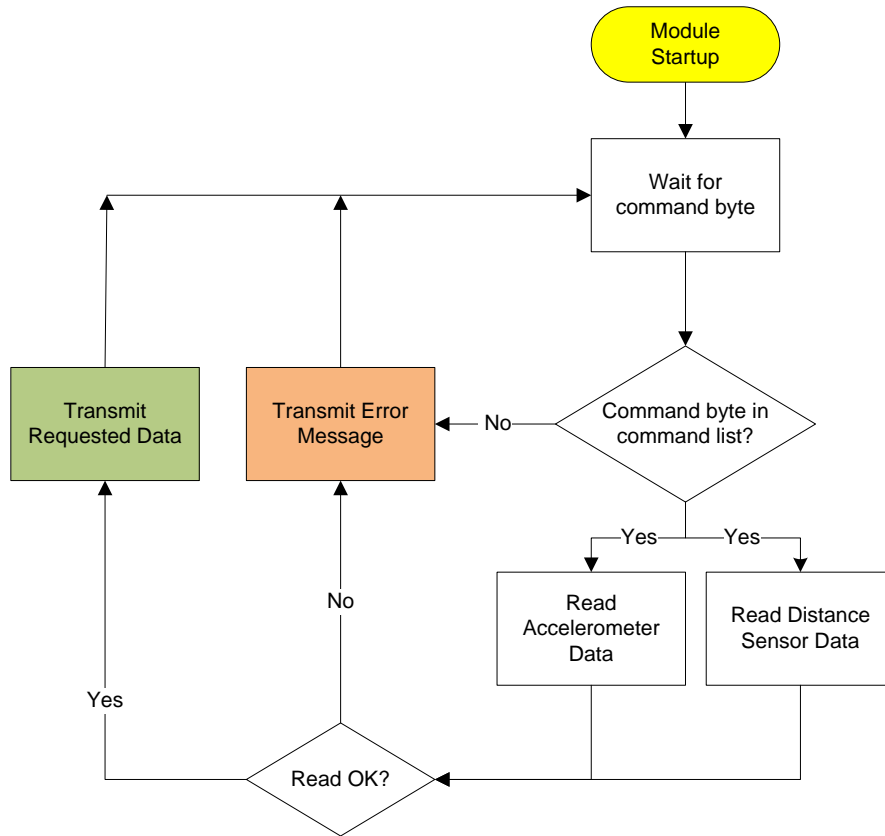 Module
Startup
Wait for
command byte
Transmit
Requested Data
Transmit Error
Message
No
Command byte in
command list?
Yes
Yes
Read
Accelerometer
Data
Read Distance
Sensor Data
No
Yes
Read OK?